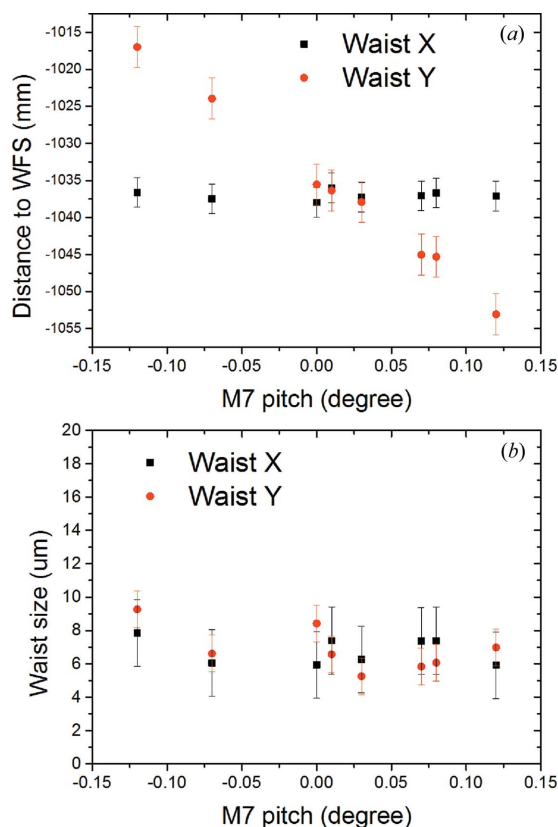 (a)
Waist X
Waist Y
-1015
-1020
-1025
-1030
-1035
-1040
-1045
-1050
-1055
Distance to WFS (mm)
-0.15 -0.10 -0.05 0.00 0.05 0.10 0.15
M7 pitch (degree)
(b)
Waist X
Waist Y
20
18
16
14
12
10
8
6
4
2
0
Waist size (um)
-0.15 -0.10 -0.05 0.00 0.05 0.10 0.15
M7 pitch (degree)